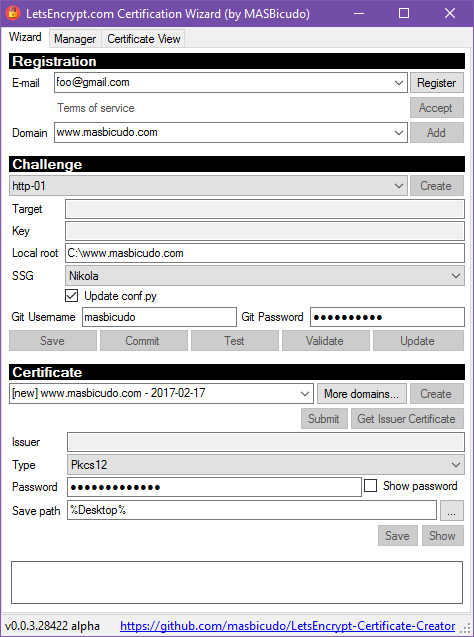 LetsEncrypt.com Certification Wizard (by MASBicudo)
Wizard Manager Certificate View
Registration
E-mail foo@gmail.com Register
Terms of service Accept
Domain www.masbicudo.com Add
Challenge
http-01 Create
Target
Key
Local root C:\www.masbicudo.com
SSG Nikola
Update conf.py
Git Username masbicudo Git Password ●●●●●●●●●●
Save Commit Test Validate Update
Certificate
[new] www.masbicudo.com - 2017-02-17 More domains... Create
Submit Get Issuer Certificate
Issuer
Type Pkcs12
Password ●●●●●●●●●●●●● Show password
Save path %Desktop% ...
Save Show
v0.0.3.28422 alpha https://github.com/masbicudo/LetsEncrypt-Certificate-Creator